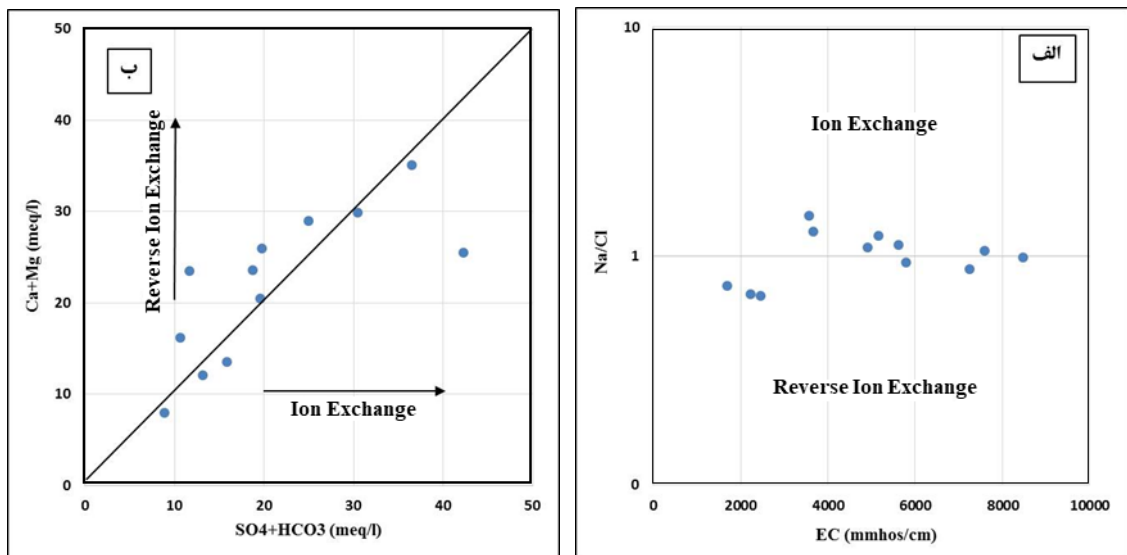 ب
50
40
30
20
10
0
Ca+Mg (meq/l)
Reverse Ion Exchange
Ion Exchange
0 10 20 30 40 50
SO4+HCO3 (meq/l)
الف
10
1
0
Na/Cl
Ion Exchange
Reverse Ion Exchange
0 2000 4000 6000 8000 10000
EC (mmhos/cm)